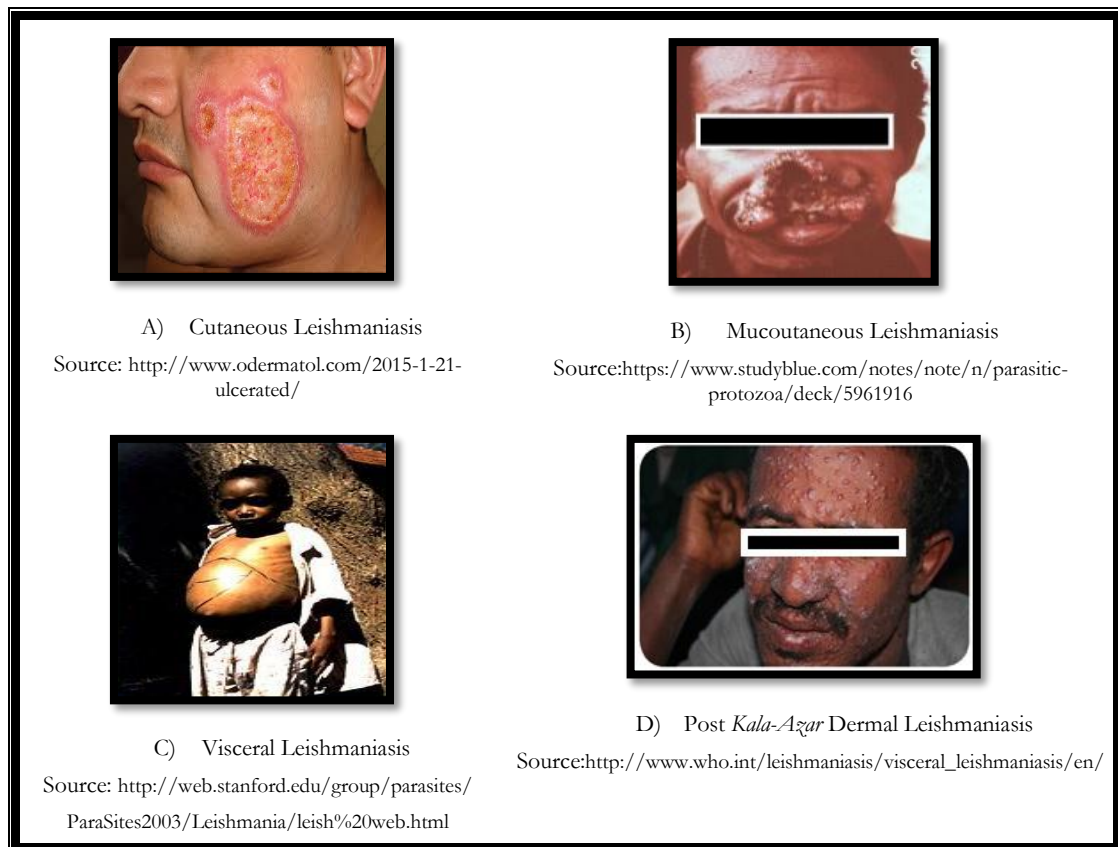 A) Cutaneous Leishmaniasis
Source: http://www.odermatol.com/2015-1-21-
ulcerated/
B) Mucoutaneous Leishmaniasis
Source:https://www.studyblue.com/notes/note/n/parasitic-
protozoa/deck/5961916
C) Visceral Leishmaniasis
Source: http://web.stanford.edu/group/parasites/
ParaSites2003/Leishmania/leish%20web.html
D) Post Kala-Azar Dermal Leishmaniasis
Source:http://www.who.int/leishmaniasis/visceral_leishmaniasis/en/